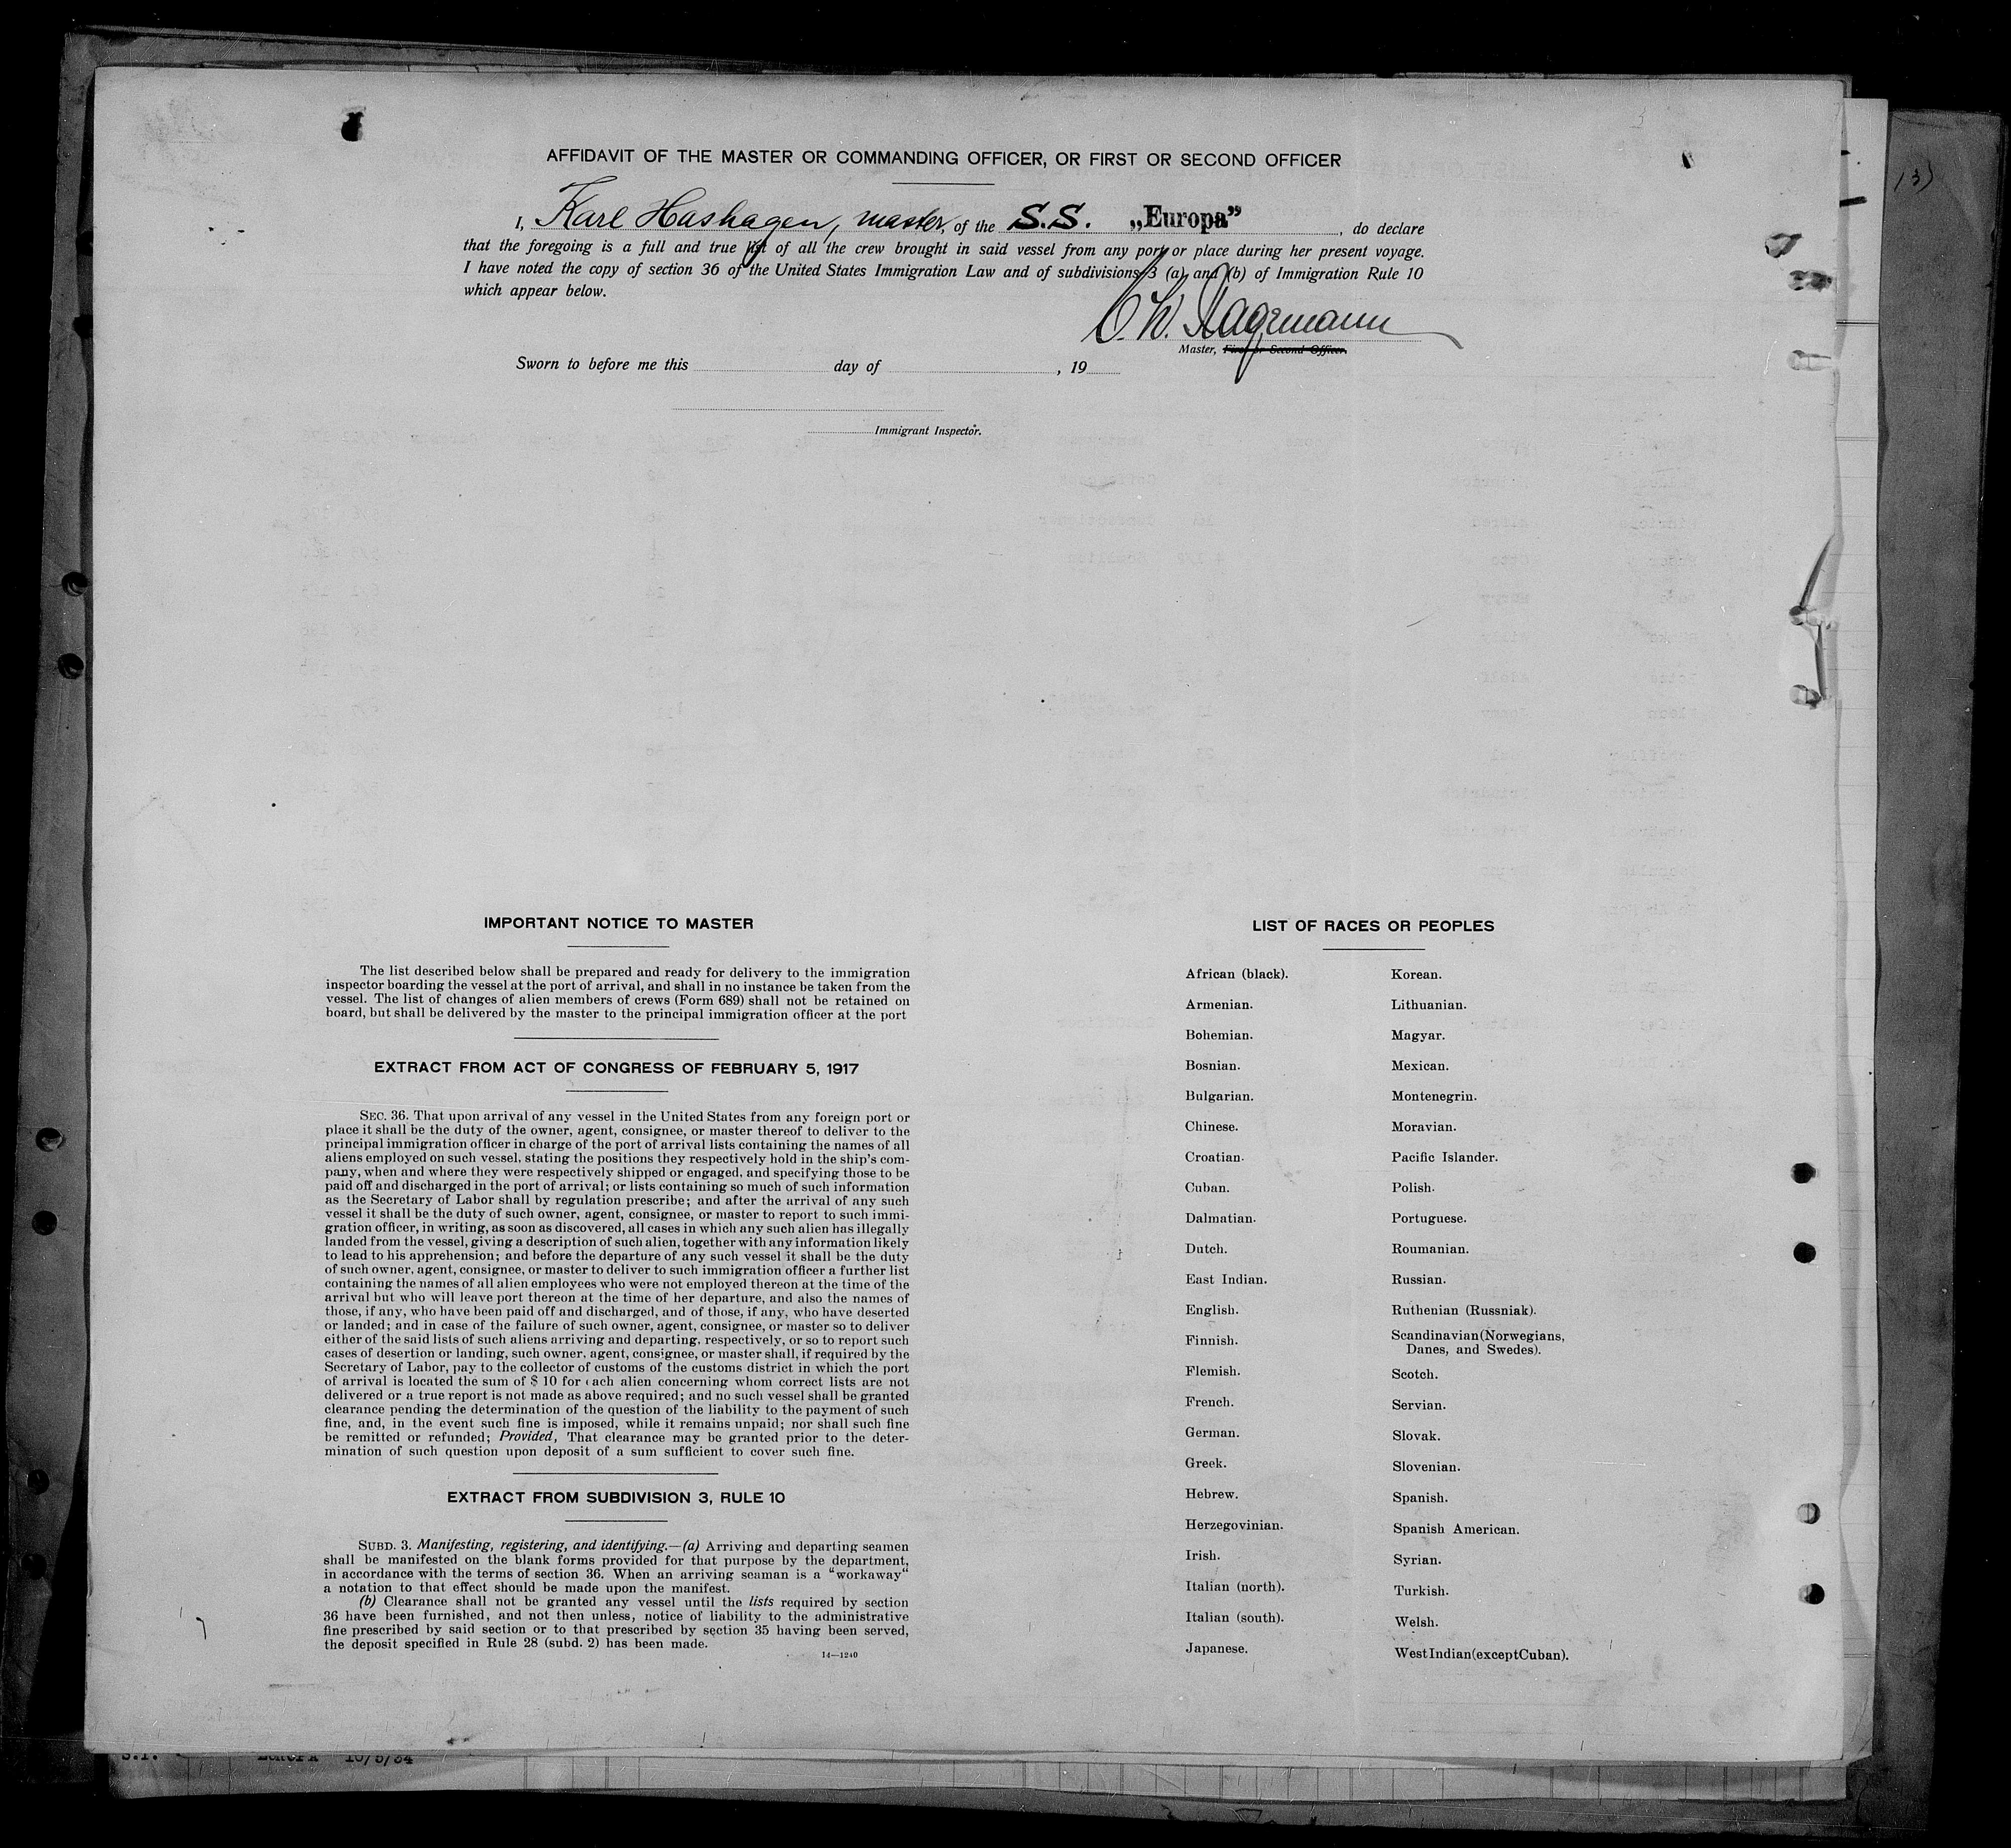 AFFIDAVIT OF THE MASTER OR COMMANDING OFFICER, OR FIRST OR SECOND OFFICER
I, Karl Hashagen, master, of the S.S. „Europa”, do declare
that the foregoing is a full and true list of all the crew brought in said vessel from any port or place during her present voyage.
I have noted the copy of section 36 of the United States Immigration Law and of subdivisions 3 (a) and (b) of Immigration Rule 10
which appear below.
Master, First or Second Officer.
Sworn to before me this day of , 19
Immigrant Inspector.
IMPORTANT NOTICE TO MASTER
The list described below shall be prepared and ready for delivery to the immigration
inspector boarding the vessel at the port of arrival, and shall in no instance be taken from the
vessel. The list of changes of alien members of crews (Form 689) shall not be retained on
board, but shall be delivered by the master to the principal immigration officer at the port
EXTRACT FROM ACT OF CONGRESS OF FEBRUARY 5, 1917
SEC. 36. That upon arrival of any vessel in the United States from any foreign port or
place it shall be the duty of the owner, agent, consignee, or master thereof to deliver to the
principal immigration officer in charge of the port of arrival lists containing the names of all
aliens employed on such vessel, stating the positions they respectively hold in the ship's com-
pany, when and where they were respectively shipped or engaged, and specifying those to be
paid off and discharged in the port of arrival; or lists containing so much of such information
as the Secretary of Labor shall by regulation prescribe; and after the arrival of any such
vessel it shall be the duty of such owner, agent, consignee, or master to report to such immi-
gration officer, in writing, as soon as discovered, all cases in which any such alien has illegally
landed from the vessel, giving a description of such alien, together with any information likely
to lead to his apprehension; and before the departure of any such vessel it shall be the duty
of such owner, agent, consignee, or master to deliver to such immigration officer a further list
containing the names of all alien employees who were not employed thereon at the time of the
arrival but who will leave port thereon at the time of her departure, and also the names of
those, if any, who have been paid off and discharged, and of those, if any, who have deserted
or landed; and in case of the failure of such owner, agent, consignee, or master so to deliver
either of the said lists of such aliens arriving and departing, respectively, or so to report such
cases of desertion or landing, such owner, agent, consignee, or master shall, if required by the
Secretary of Labor, pay to the collector of customs of the customs district in which the port
of arrival is located the sum of $ 10 for each alien concerning whom correct lists are not
delivered or a true report is not made as above required; and no such vessel shall be granted
clearance pending the determination of the question of the liability to the payment of such
fine, and, in the event such fine is imposed, while it remains unpaid; nor shall such fine
be remitted or refunded; Provided, That clearance may be granted prior to the deter-
mination of such question upon deposit of a sum sufficient to cover such fine.
EXTRACT FROM SUBDIVISION 3, RULE 10
SUBD. 3. Manifesting, registering, and identifying.—(a) Arriving and departing seamen
shall be manifested on the blank forms provided for that purpose by the department,
in accordance with the terms of section 36. When an arriving seaman is a “workaway“
a notation to that effect should be made upon the manifest.
(b) Clearance shall not be granted any vessel until the lists required by section
36 have been furnished, and not then unless, notice of liability to the administrative
fine prescribed by said section or to that prescribed by section 35 having been served,
the deposit specified in Rule 28 (subd. 2) has been made.
14—1240
LIST OF RACES OR PEOPLES
African (black).
Armenian.
Bohemian.
Bosnian.
Bulgarian.
Chinese.
Croatian.
Cuban.
Dalmatian.
Dutch.
East Indian.
English.
Finnish.
Flemish.
French.
German.
Greek.
Hebrew.
Herzegovinian.
Irish.
Italian (north).
Italian (south).
Japanese.
Korean.
Lithuanian.
Magyar.
Mexican.
Montenegrin.
Moravian.
Pacific Islander.
Polish.
Portuguese.
Roumanian.
Russian.
Ruthenian (Russniak).
Scandinavian (Norwegians,
Danes, and Swedes).
Scotch.
Servian.
Slovak.
Slovenian.
Spanish.
Spanish American.
Syrian.
Turkish.
Welsh.
West Indian (except Cuban).